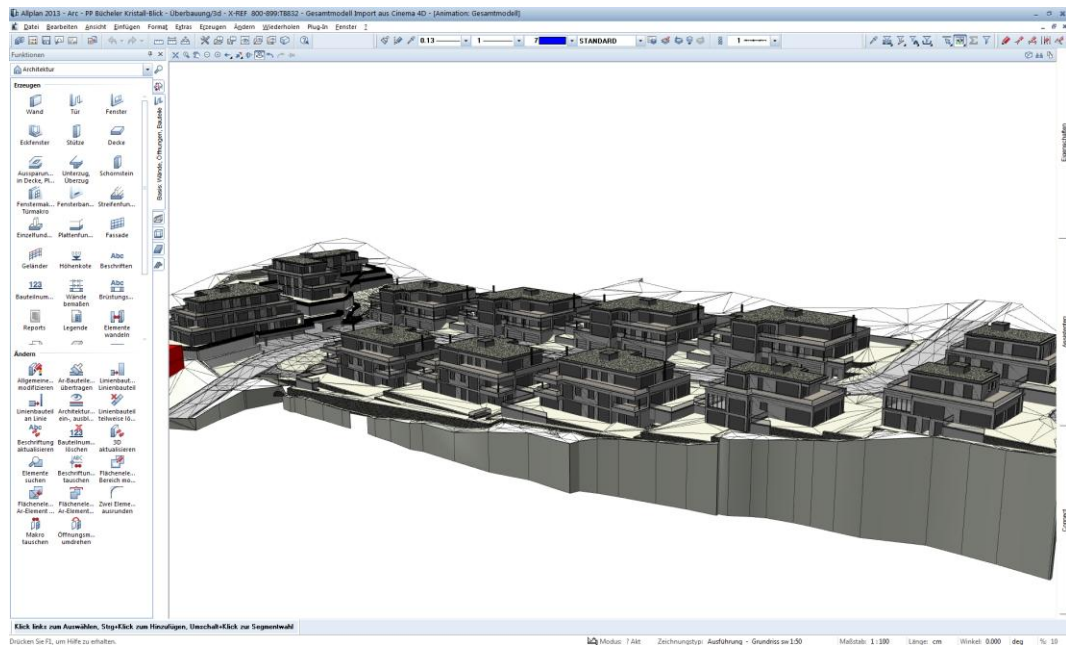 Allplan 2013 - Arc - PP Bücheler Kristall-Blick - Überbauung/3d - X-REF 800-899:TB832 - Gesamtmodell Import aus Cinema 4D - [Animation: Gesamtmodell]
Datei Bearbeiten Ansicht Einfügen Format Extras Erzeugen Ändern Wiederholen Plug-In Fenster ?
0.13 1 7 STANDARD 1
Funktionen
Architektur
Erzeugen
Wand Tür Fenster
Eckfenster Stütze Decke
Aussparun... Unterzug, Schornstein
in Decke, Pl... Überzug
Fenstermak... Fensterban... Streifenfun...
Türmakro
Einzelfund... Plattenfun... Fassade
Abc
Geländer Höhenkote Beschriften
123 Abc
Bauteilnum... Wände Brüstungs...
bemaßen
Reports Legende Elemente
wandeln
Ändern
Allgemeine... Ar-Bauteile... Linienbaut...
modifizieren übertragen Linienbauteil
Linienbauteil Architektur... Linienbauteil
an Linie ein-, ausbl... teilweise lö...
Abc 123
Beschriftung Bauteilnum... 3D
aktualisieren löschen aktualisieren
Elemente Beschriftun... Flächenele...
suchen tauschen Bereich mo...
Flächenele... Flächenele... Zwei Eleme...
Ar-Element ... Ar-Element... ausrunden
Makro Öffnungsm...
tauschen umdrehen
Basis: Wände, Öffnungen, Bauteile
Eigenschaften
Assistenten
Connect
Klick links zum Auswählen, Strg+Klick zum Hinzufügen, Umschalt+Klick zur Segmentwahl
Drücken Sie F1, um Hilfe zu erhalten. Modus: ? Akt Zeichnungstyp: Ausführung - Grundriss sw 1:50 Maßstab: 1:100 Länge: cm Winkel: 0.000 deg %: 10